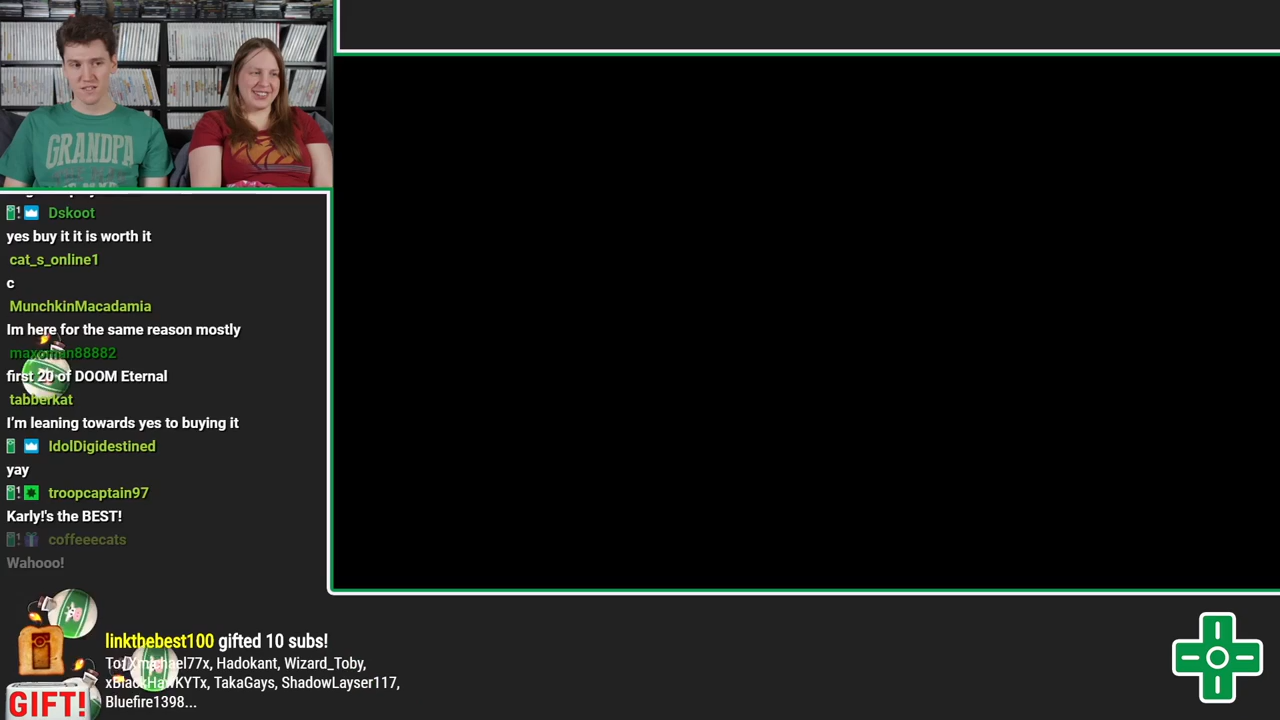 GRANDPA
Dskoot
yes buy it it is worth it
cat_s_online1
c
MunchkinMacadamia
Im here for the same reason mostly
first 20 of DOOM Eternal
tabberkat
I'm leaning towards yes to buying it
IdolDigidestined
yay
troopcaptain97
Karly!'s the BEST!
coffeeecats
Wahooo!
linkthebest100 gifted 10 subs!
Hadokant, Wizard_Toby,
TakaGays, ShadowLayser117,
Bluefire1398...
GIFT!